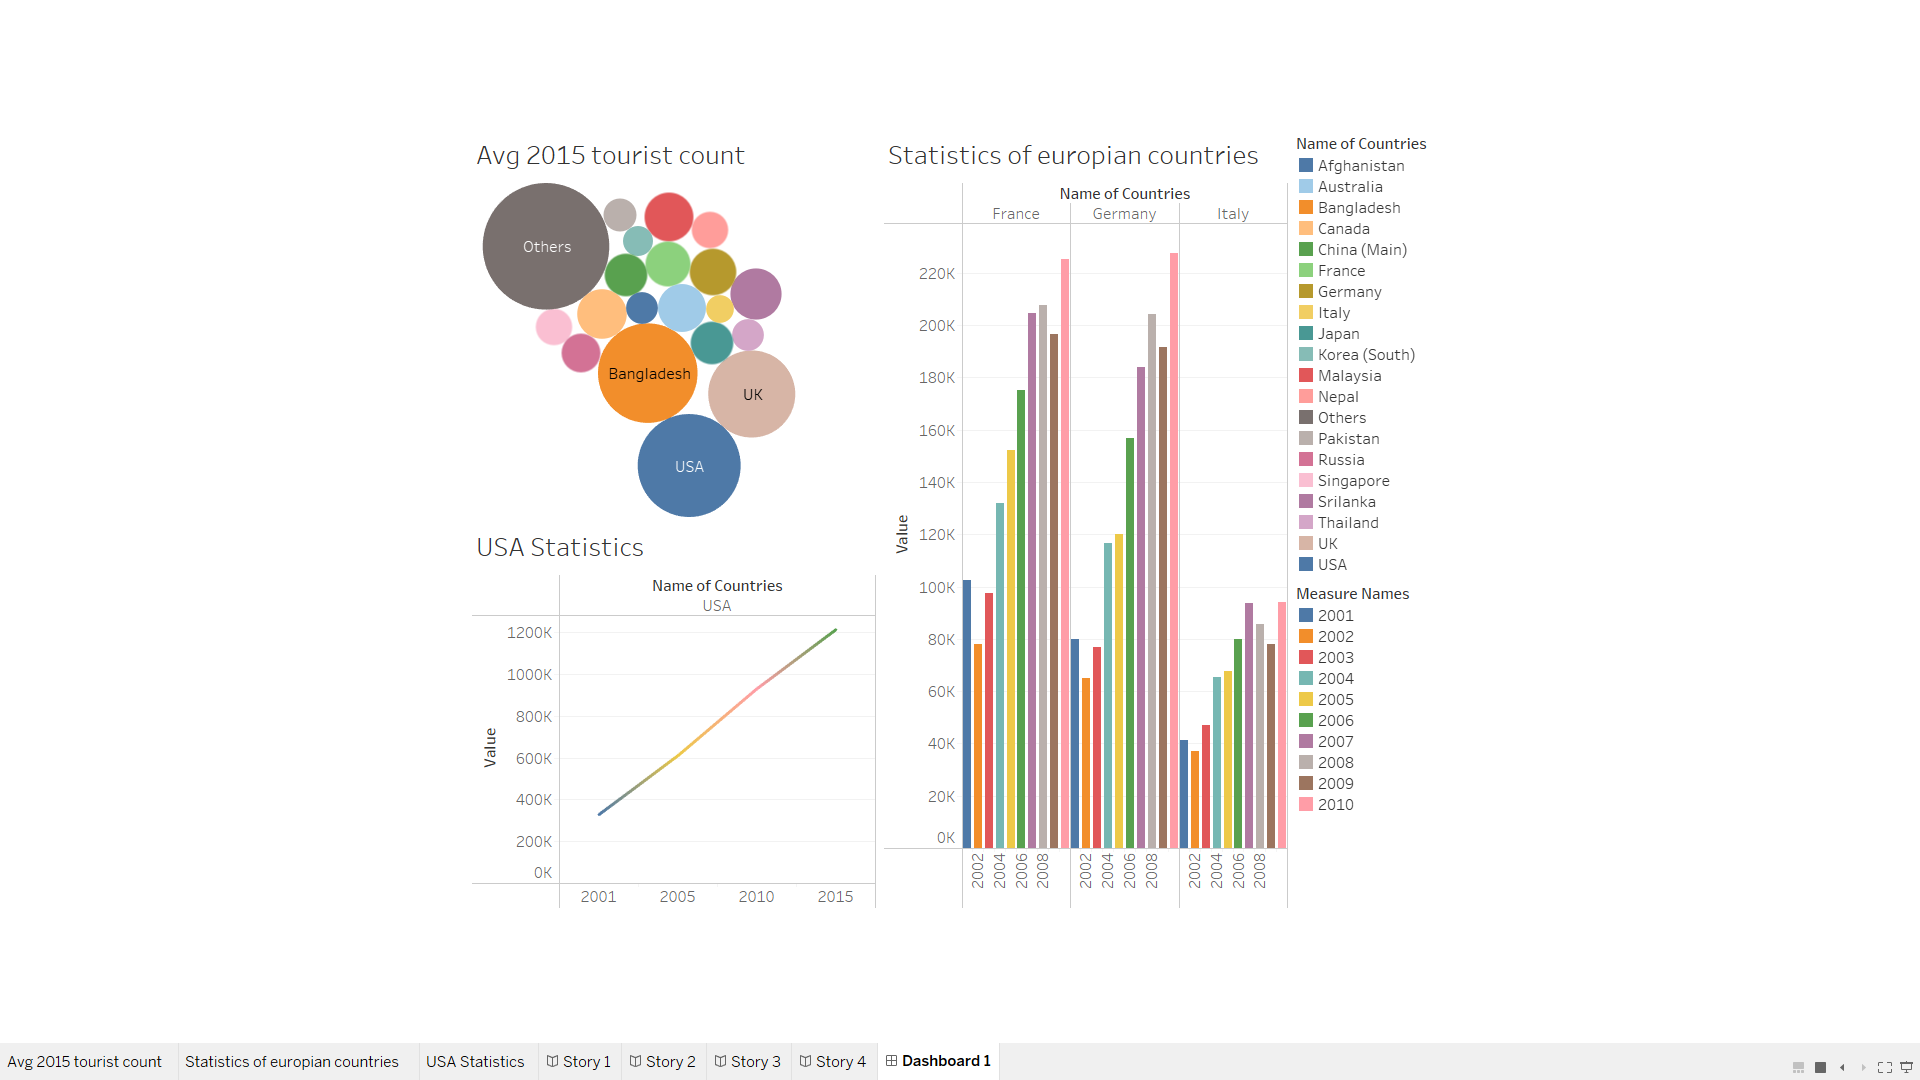 Avg 2015 tourist count
Others
Bangladesh
UK
USA
USA Statistics
Name of Countries
USA
Value
1200K
1000K
800K
600K
400K
200K
0K
2001 2005 2010 2015
Statistics of europian countries
Name of Countries
France Germany Italy
Value
220K
200K
180K
160K
140K
120K
100K
80K
60K
40K
20K
0K
2002 2004 2006 2008 2002 2004 2006 2008 2002 2004 2006 2008
Name of Countries
Afghanistan
Australia
Bangladesh
Canada
China (Main)
France
Germany
Italy
Japan
Korea (South)
Malaysia
Nepal
Others
Pakistan
Russia
Singapore
Srilanka
Thailand
UK
USA
Measure Names
2001
2002
2003
2004
2005
2006
2007
2008
2009
2010
Avg 2015 tourist count Statistics of europian countries USA Statistics Story 1 Story 2 Story 3 Story 4 Dashboard 1